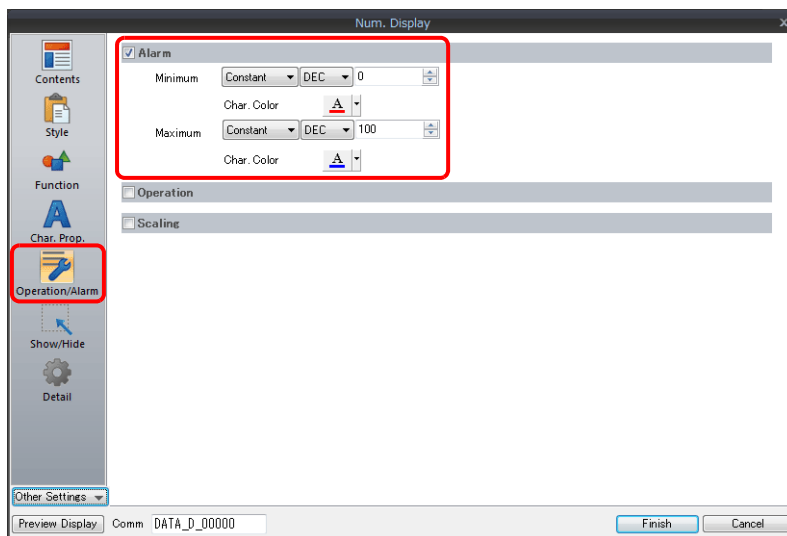 Num. Display
Contents
Style
Function
Char. Prop.
Operation/Alarm
Show/Hide
Detail
Other Settings
Alarm
Minimum Constant DEC 0
Char. Color A
Maximum Constant DEC 100
Char. Color A
Operation
Scaling
Preview Display Comm DATA_D_00000 Finish Cancel